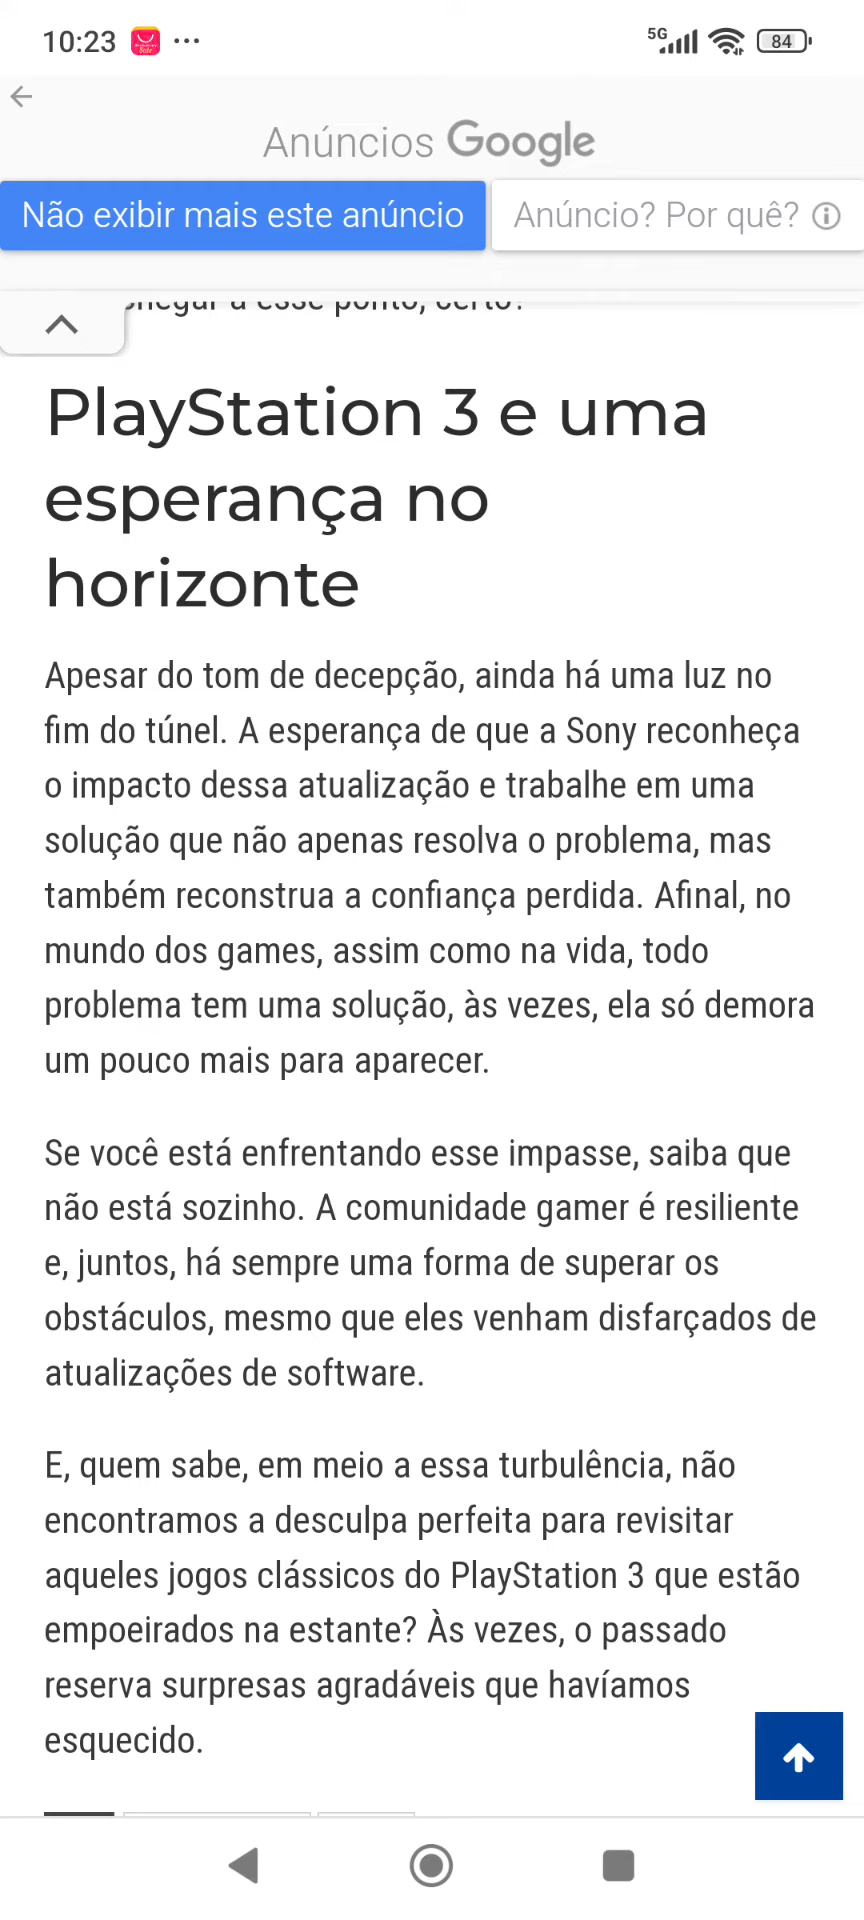 10:23
5G
84
Anúncios Google
Não exibir mais este anúncio
Anúncio? Por quê?
chegar a esse ponto, certo?
PlayStation 3 e uma
esperança no
horizonte
Apesar do tom de decepção, ainda há uma luz no
fim do túnel. A esperança de que a Sony reconheça
o impacto dessa atualização e trabalhe em uma
solução que não apenas resolva o problema, mas
também reconstrua a confiança perdida. Afinal, no
mundo dos games, assim como na vida, todo
problema tem uma solução, às vezes, ela só demora
um pouco mais para aparecer.
Se você está enfrentando esse impasse, saiba que
não está sozinho. A comunidade gamer é resiliente
e, juntos, há sempre uma forma de superar os
obstáculos, mesmo que eles venham disfarçados de
atualizações de software.
E, quem sabe, em meio a essa turbulência, não
encontramos a desculpa perfeita para revisitar
aqueles jogos clássicos do PlayStation 3 que estão
empoeirados na estante? Às vezes, o passado
reserva surpresas agradáveis que havíamos
esquecido.